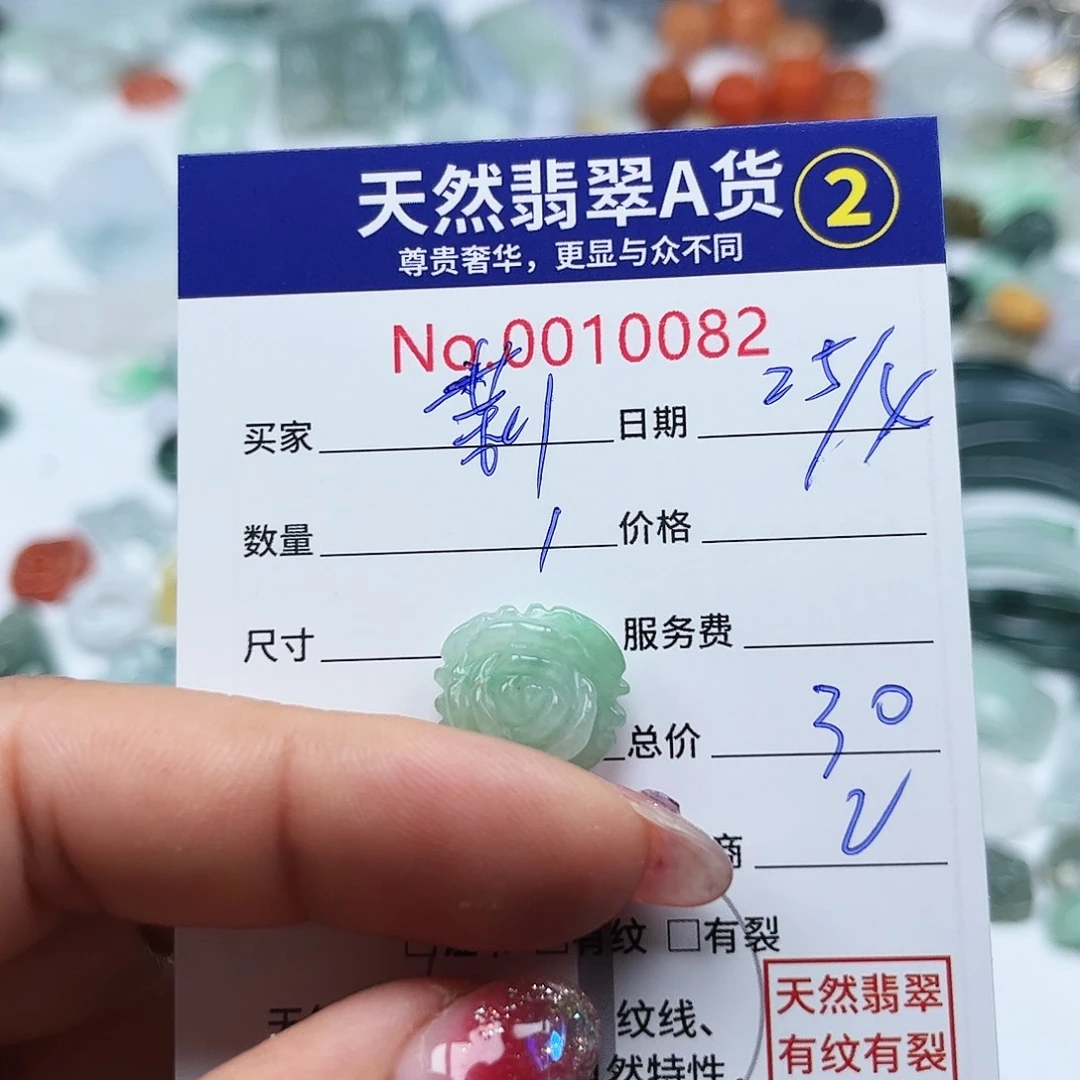 天然翡翠A货 2
尊贵奢华，更显与众不同
No.0010082
买家 日期 25/4
数量 1 价格
尺寸 服务费
总价 30
商 V
有纹 □有裂
纹线、
然特性。
天然翡翠
有纹有裂